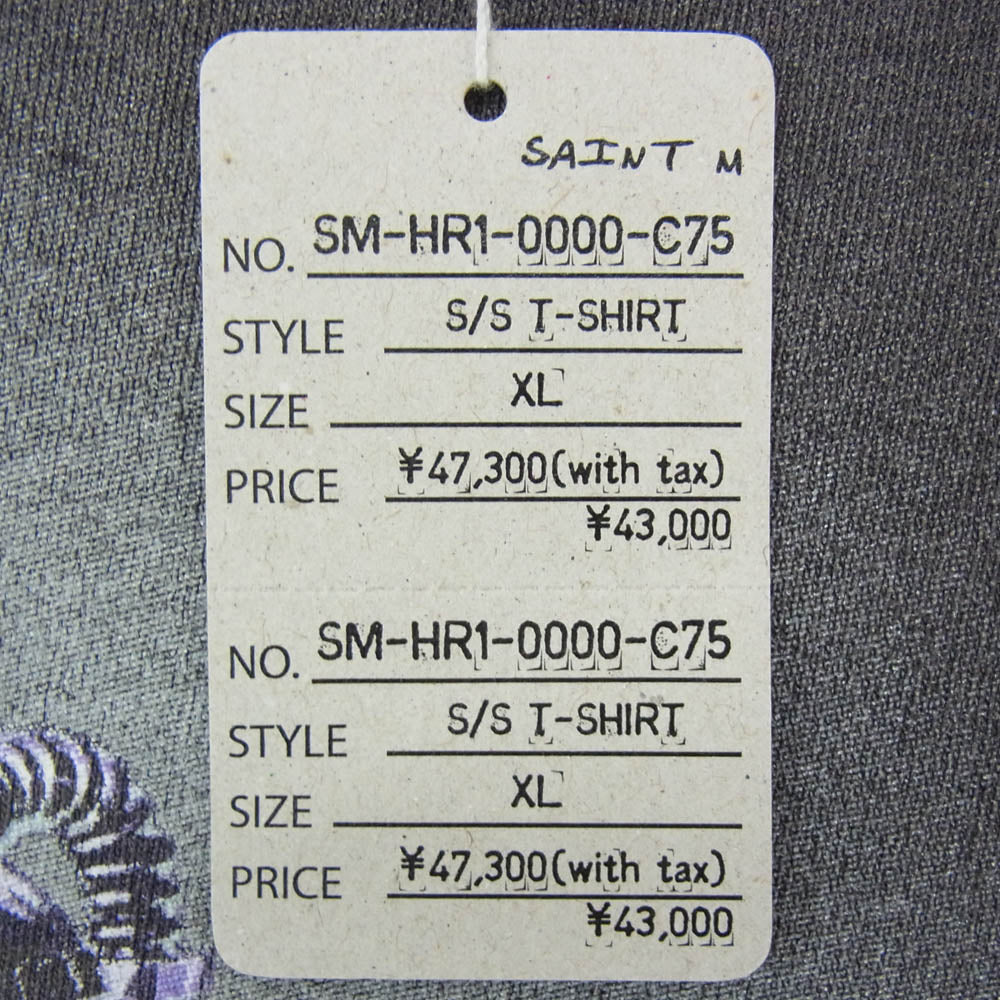 SAINT M
NO. SM-HR1-0000-C75
STYLE S/S T-SHIRT
SIZE XL
PRICE ¥47,300(with tax)
¥43,000
NO. SM-HR1-0000-C75
STYLE S/S T-SHIRT
SIZE XL
PRICE ¥47,300(with tax)
¥43,000